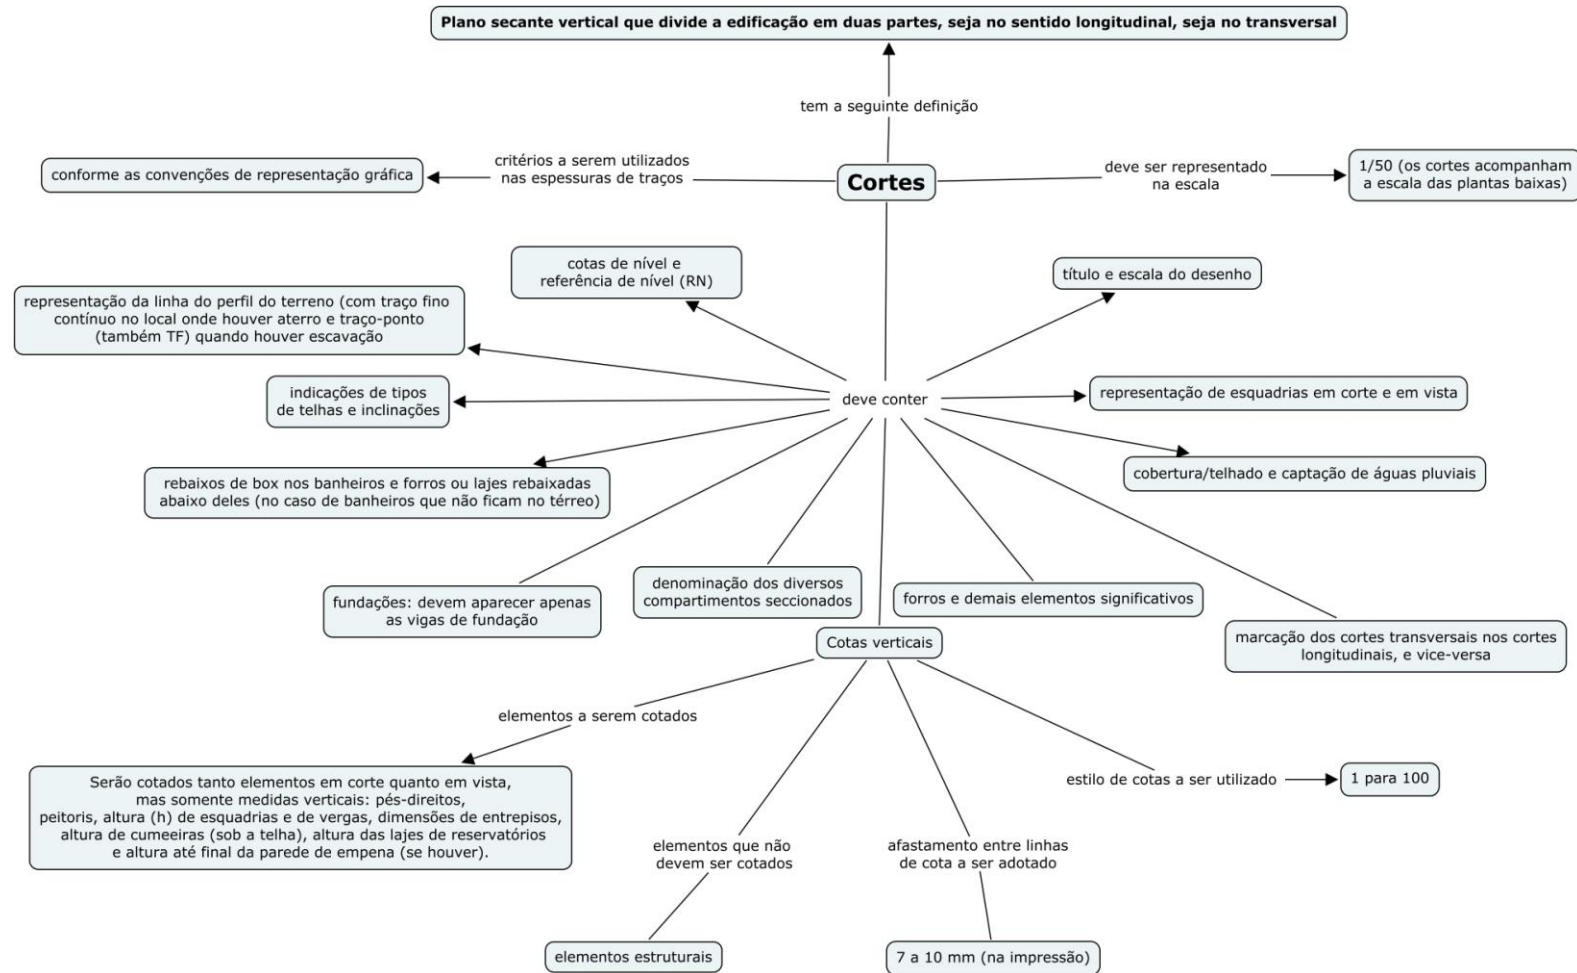 Plano secante vertical que divide a edificação em duas partes, seja no sentido longitudinal, seja no transversal
tem a seguinte definição
Cortes
critérios a serem utilizados
nas espessuras de traços
conforme as convenções de representação gráfica
deve ser representado
na escala
1/50 (os cortes acompanham
a escala das plantas baixas)
cotas de nível e
referência de nível (RN)
título e escala do desenho
representação da linha do perfil do terreno (com traço fino
contínuo no local onde houver aterro e traço-ponto
(também TF) quando houver escavação
indicações de tipos
de telhas e inclinações
deve conter
representação de esquadrias em corte e em vista
rebaixos de box nos banheiros e forros ou lajes rebaixadas
abaixo deles (no caso de banheiros que não ficam no térreo)
cobertura/telhado e captação de águas pluviais
fundações: devem aparecer apenas
as vigas de fundação
denominação dos diversos
compartimentos seccionados
forros e demais elementos significativos
marcação dos cortes transversais nos cortes
longitudinais, e vice-versa
Cotas verticais
elementos a serem cotados
Serão cotados tanto elementos em corte quanto em vista,
mas somente medidas verticais: pés-direitos,
peitoris, altura (h) de esquadrias e de vergas, dimensões de entrepisos,
altura de cumeeiras (sob a telha), altura das lajes de reservatórios
e altura até final da parede de empena (se houver).
estilo de cotas a ser utilizado
1 para 100
elementos que não
devem ser cotados
elementos estruturais
afastamento entre linhas
de cota a ser adotado
7 a 10 mm (na impressão)